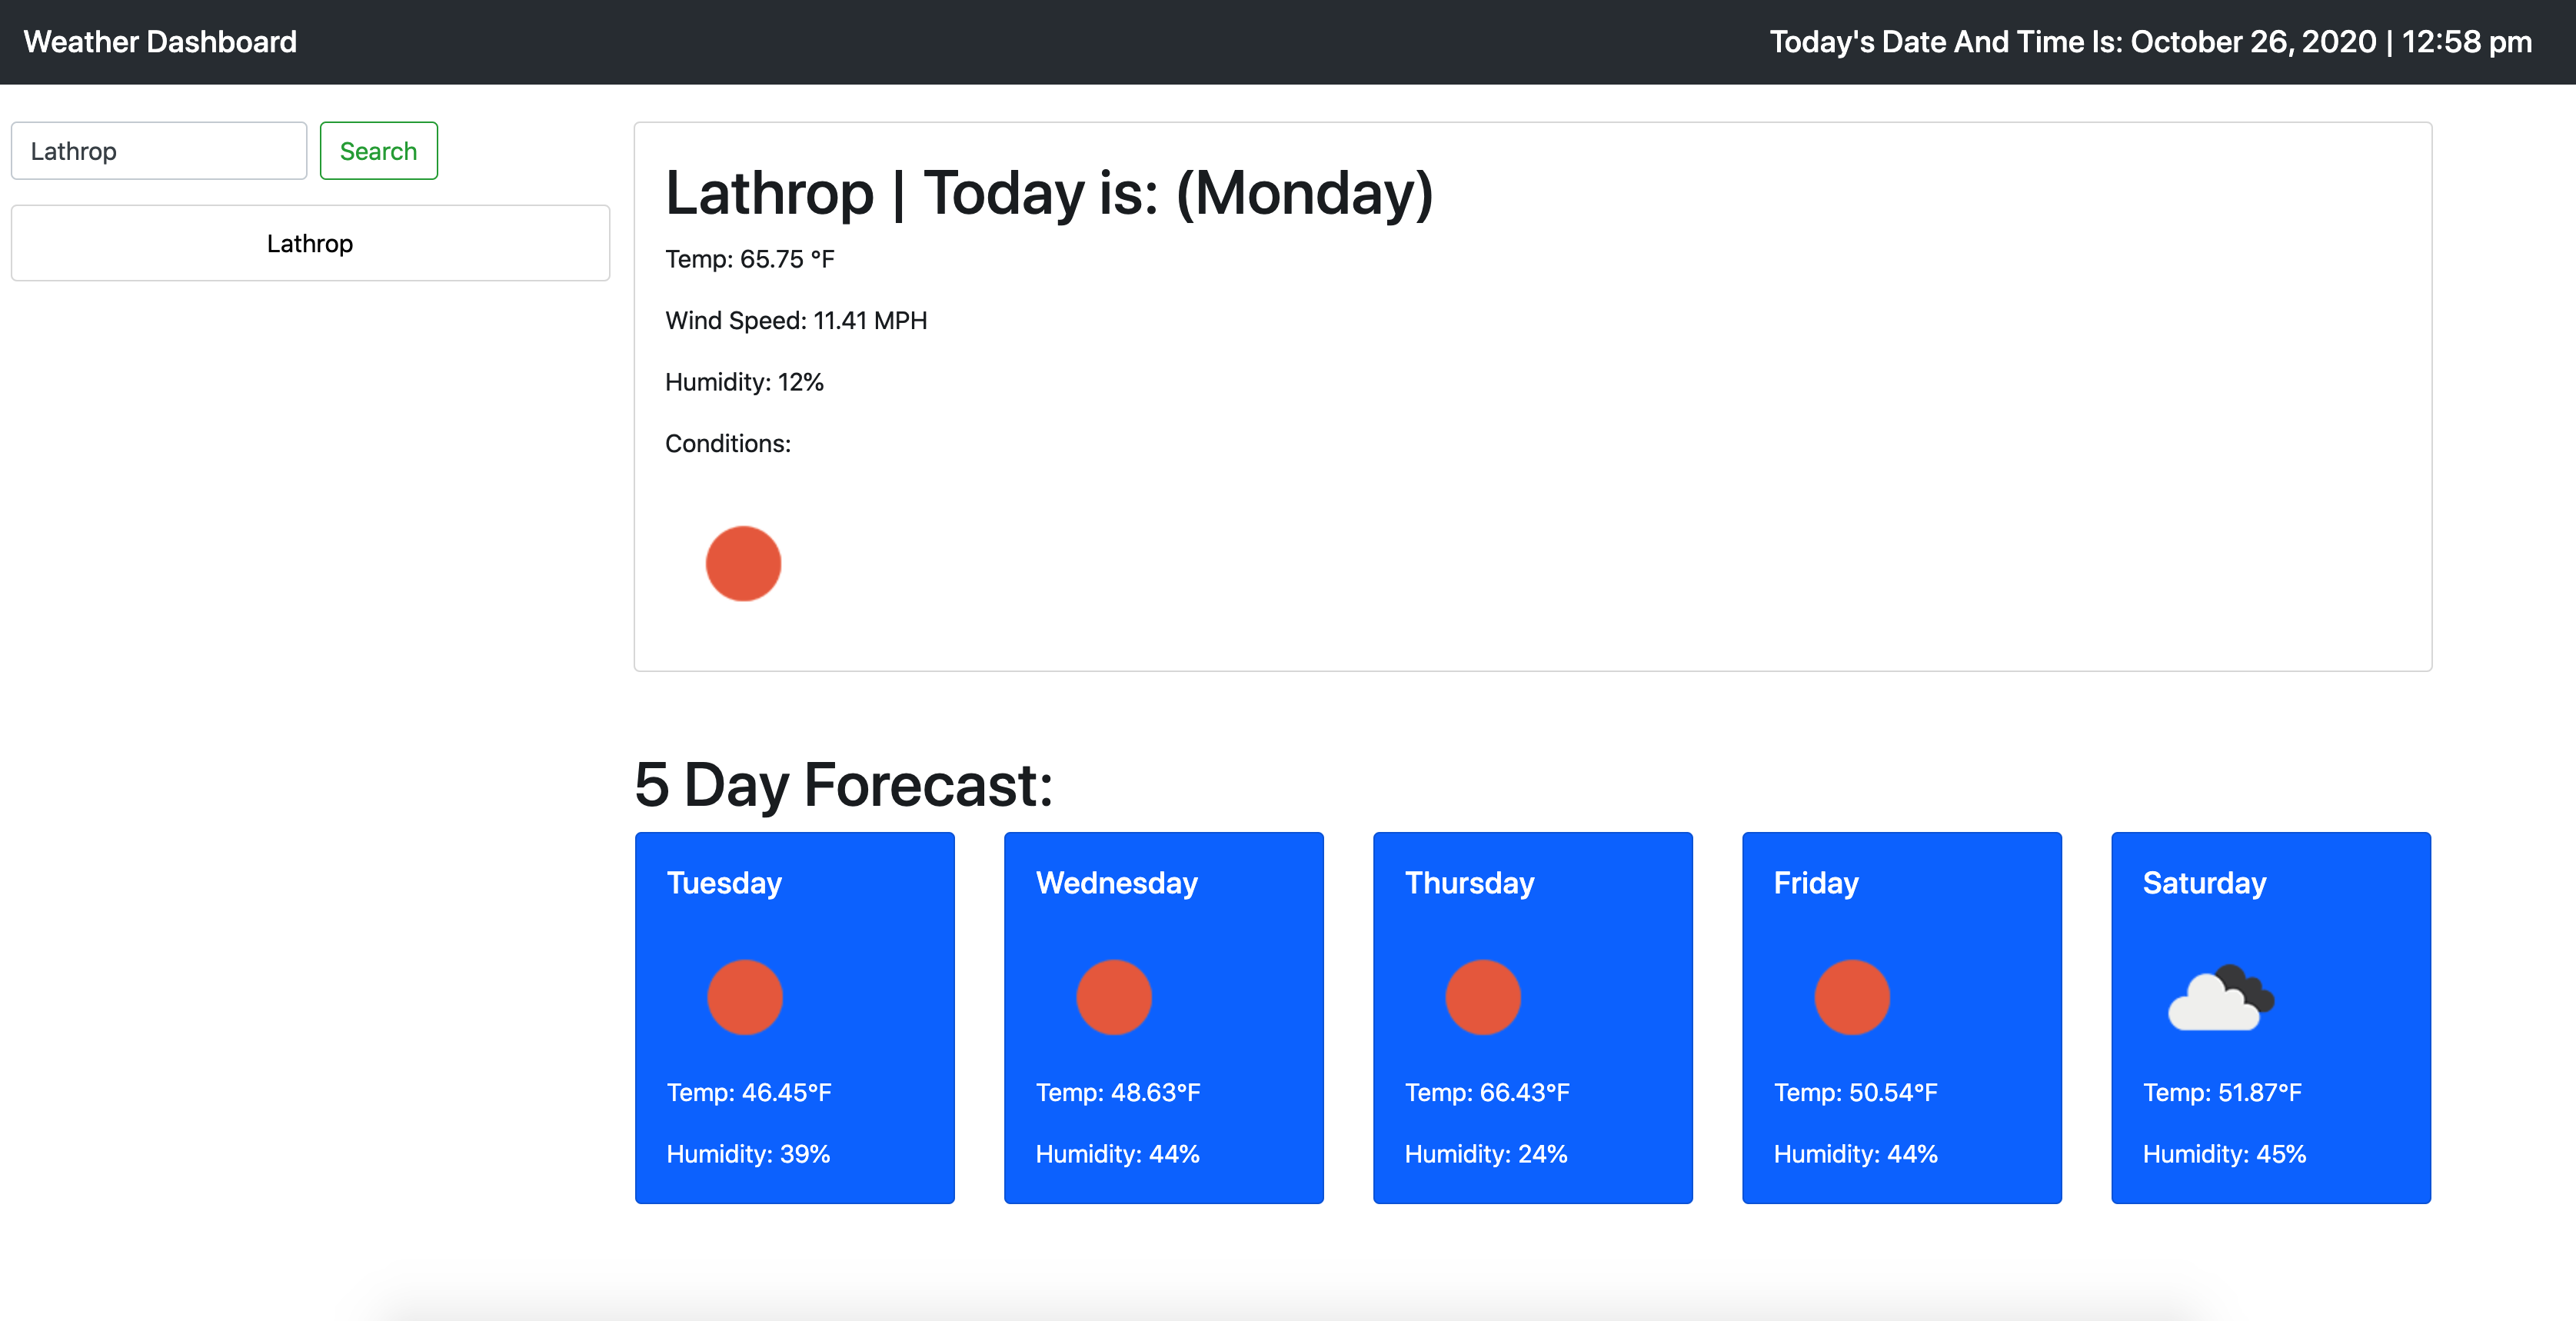 Weather Dashboard
Today's Date And Time Is: October 26, 2020 | 12:58 pm
Lathrop
Search
Lathrop
Lathrop | Today is: (Monday)
Temp: 65.75 °F
Wind Speed: 11.41 MPH
Humidity: 12%
Conditions:
5 Day Forecast:
Tuesday
Temp: 46.45°F
Humidity: 39%
Wednesday
Temp: 48.63°F
Humidity: 44%
Thursday
Temp: 66.43°F
Humidity: 24%
Friday
Temp: 50.54°F
Humidity: 44%
Saturday
Temp: 51.87°F
Humidity: 45%